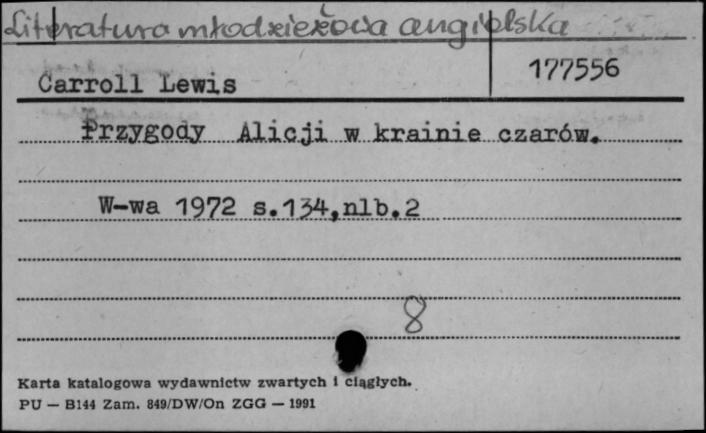 Literatura młodzieżowa angielska
177556
Carroll Lewis
Przygody Alicji w krainie czarów.
W-wa 1972 s.134,nlb.2
8
Karta katalogowa wydawnictw zwartych i ciągłych.
PU — B144 Zam. 849/DW/On ZGG — 1991